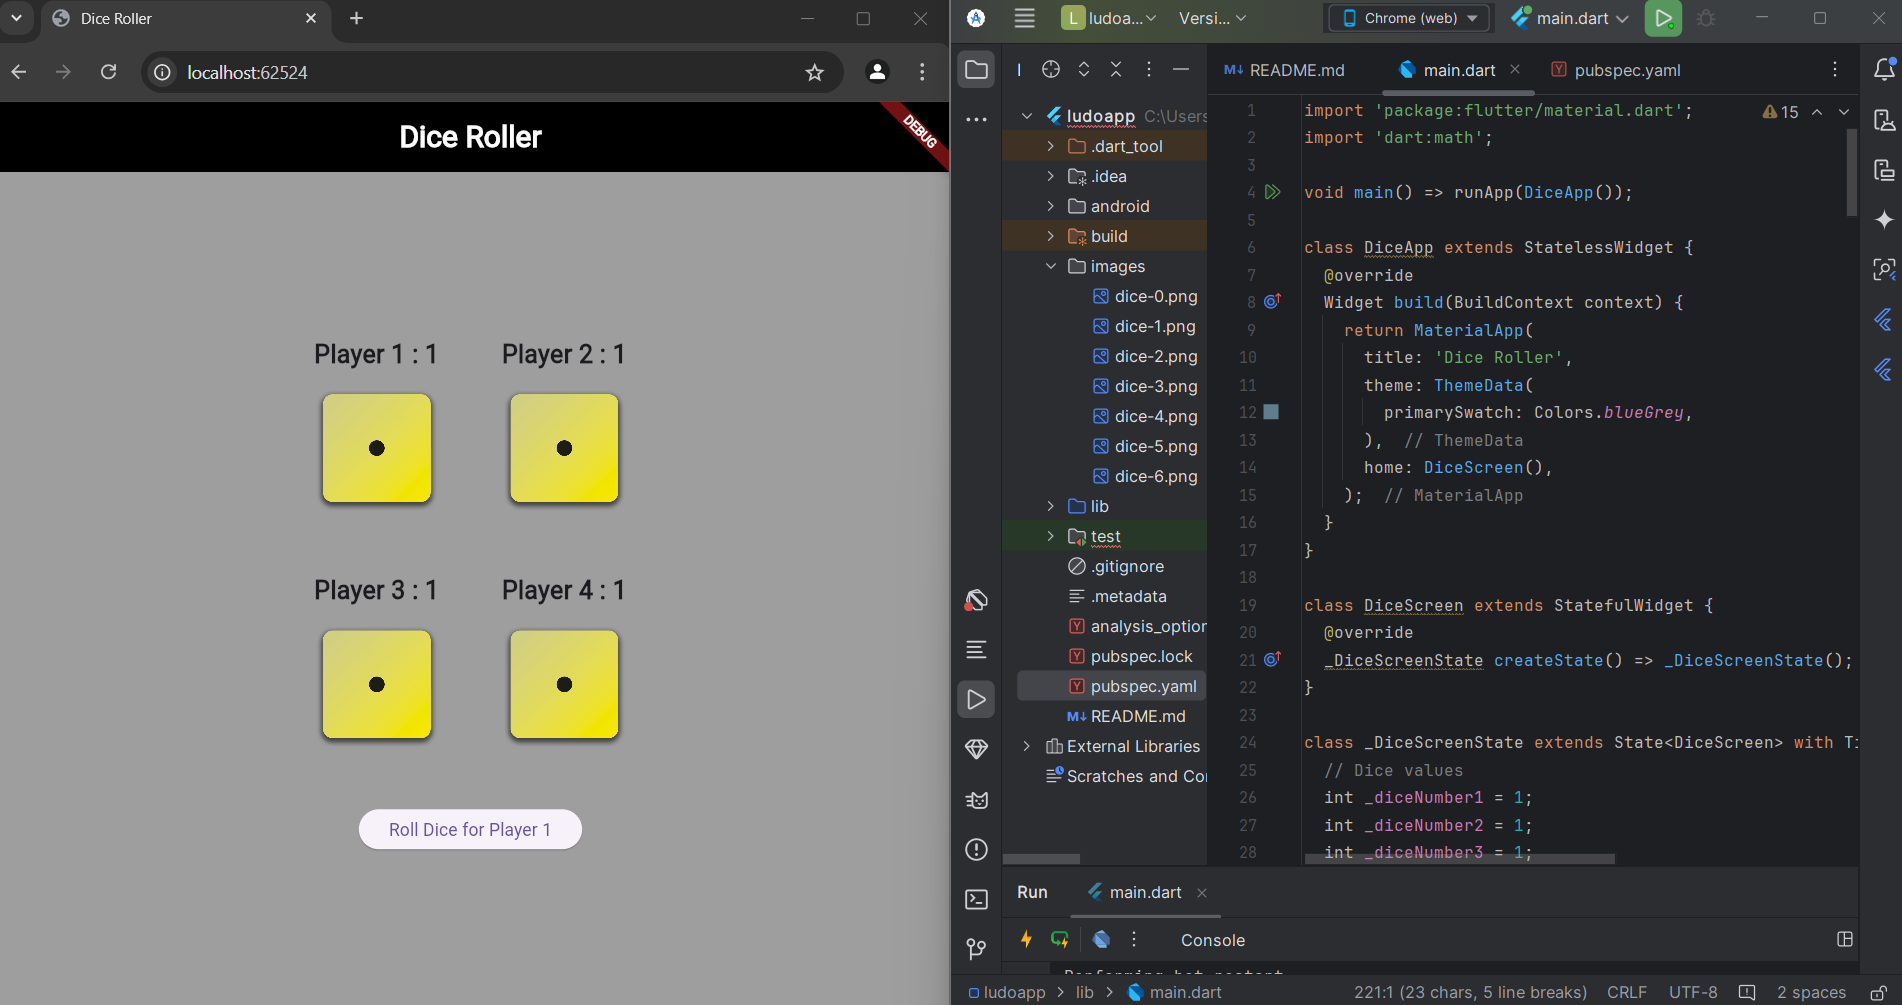 Dice Roller
localhost:62524
Dice Roller
DEBUG
Player 1 : 1
Player 2 : 1
Player 3 : 1
Player 4 : 1
Roll Dice for Player 1
L ludoa...
Versi...
Chrome (web)
main.dart
README.md
main.dart
pubspec.yaml
ludoapp C:\Users
.dart_tool
.idea
android
build
images
dice-0.png
dice-1.png
dice-2.png
dice-3.png
dice-4.png
dice-5.png
dice-6.png
lib
test
.gitignore
.metadata
analysis_option
pubspec.lock
pubspec.yaml
README.md
External Libraries
Scratches and Co
15
1 import 'package:flutter/material.dart';
2 import 'dart:math';
3
4 void main() => runApp(DiceApp());
5
6 class DiceApp extends StatelessWidget {
7 @override
8 Widget build(BuildContext context) {
9 return MaterialApp(
10 title: 'Dice Roller',
11 theme: ThemeData(
12 primarySwatch: Colors.blueGrey,
13 ), // ThemeData
14 home: DiceScreen(),
15 ); // MaterialApp
16 }
17 }
18
19 class DiceScreen extends StatefulWidget {
20 @override
21 _DiceScreenState createState() => _DiceScreenState();
22 }
23
24 class _DiceScreenState extends State<DiceScreen> with Ti
25 // Dice values
26 int _diceNumber1 = 1;
27 int _diceNumber2 = 1;
28 int _diceNumber3 = 1;
Run
main.dart
Console
Performing hot restart
ludoapp > lib > main.dart
221:1 (23 chars, 5 line breaks)
CRLF
UTF-8
2 spaces